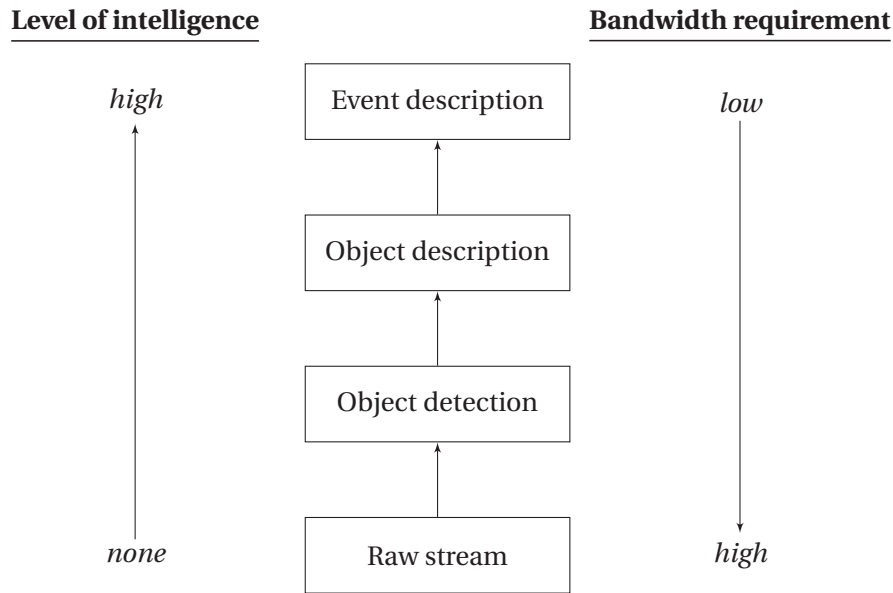 Level of intelligence
Bandwidth requirement
high
Event description
low
Object description
Object detection
none
Raw stream
high